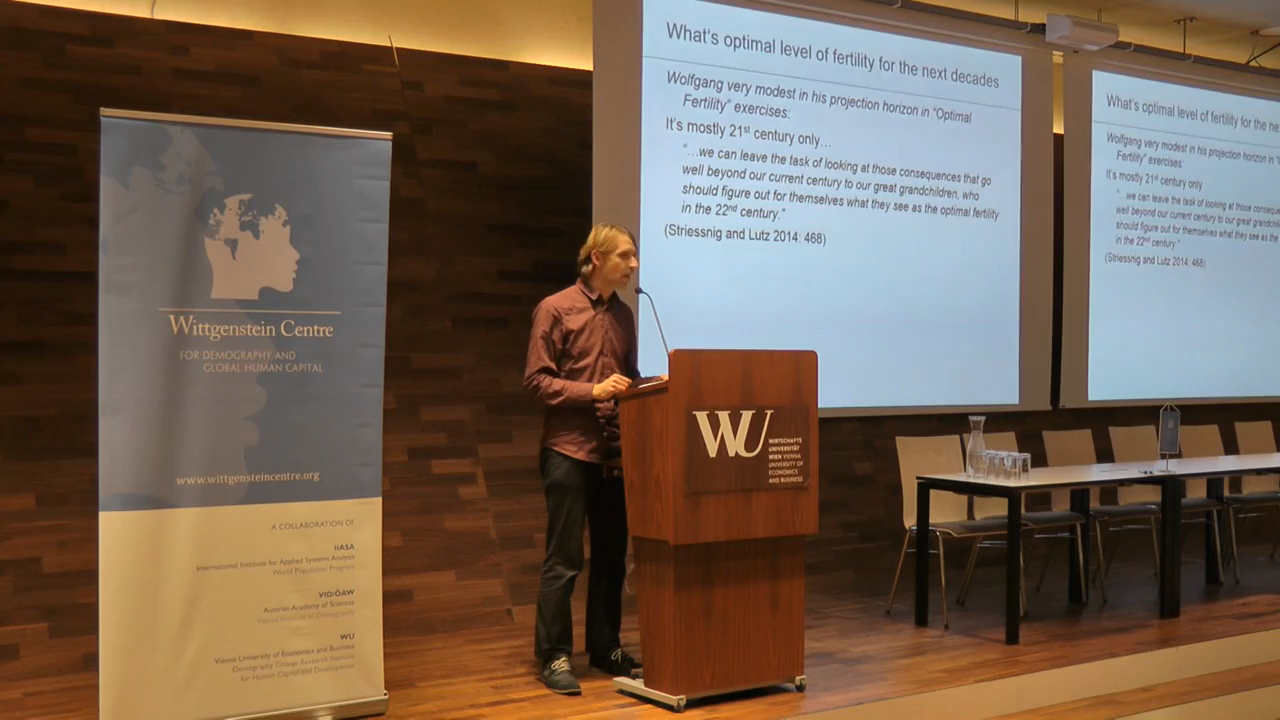 Wittgenstein Centre
FOR DEMOGRAPHY AND
GLOBAL HUMAN CAPITAL
www.wittgensteincentre.org
A COLLABORATION OF
IIASA
International Institute for Applied Systems Analysis
World Population Program
VID/ÖAW
Austrian Academy of Sciences
Vienna Institute of Demography
WU
Vienna University of Economics and Business
Demography Group, Research Institute
for Human Capital and Development
What's optimal level of fertility for the next decades
Wolfgang very modest in his projection horizon in "Optimal
Fertility" exercises:
It's mostly 21st century only…
"…we can leave the task of looking at those consequences that go
well beyond our current century to our great grandchildren, who
should figure out for themselves what they see as the optimal fertility
in the 22nd century."
(Striessnig and Lutz 2014: 468)
WU
WIRTSCHAFTS
UNIVERSITÄT
WIEN VIENNA
UNIVERSITY OF
ECONOMICS
AND BUSINESS
What's optimal level of fertility for the ne
Wolfgang very modest in his projection horizon in
Fertility" exercises:
It's mostly 21st century only
"…we can leave the task of looking at those
well beyond our current century to our great
should figure out for themselves what they see as
in the 22nd century."
(Striessnig and Lutz 2014: 468)